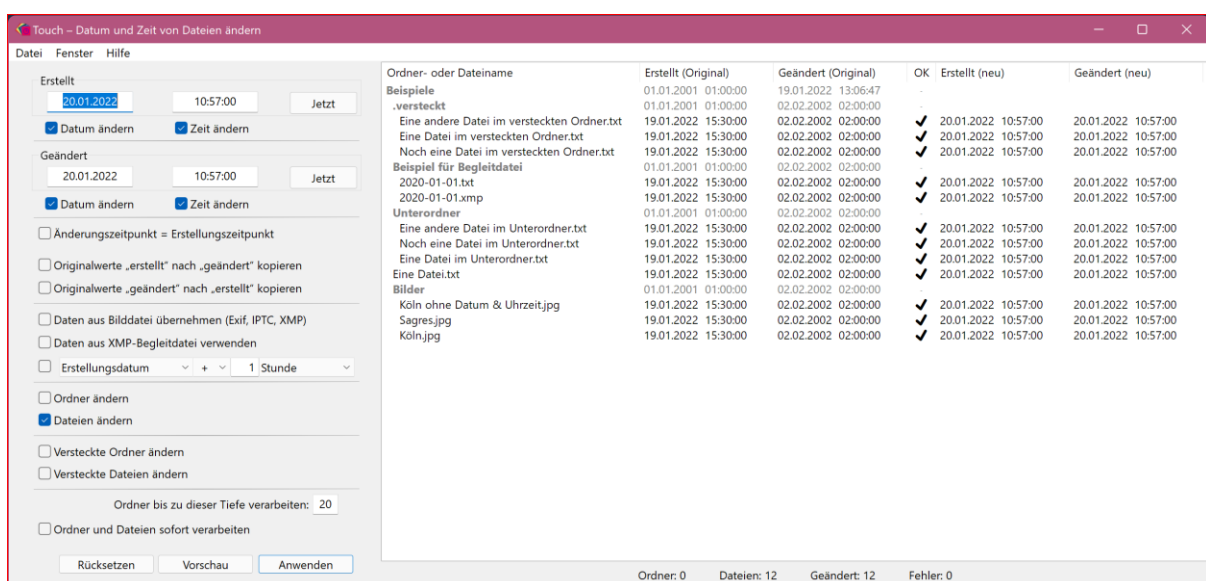 Touch – Datum und Zeit von Dateien ändern
Datei Fenster Hilfe
Erstellt
20.01.2022 10:57:00 Jetzt
Datum ändern Zeit ändern
Geändert
20.01.2022 10:57:00 Jetzt
Datum ändern Zeit ändern
Änderungszeitpunkt = Erstellungszeitpunkt
Originalwerte „erstellt“ nach „geändert“ kopieren
Originalwerte „geändert“ nach „erstellt“ kopieren
Daten aus Bilddatei übernehmen (Exif, IPTC, XMP)
Daten aus XMP-Begleitdatei verwenden
Erstellungsdatum + 1 Stunde
Ordner ändern
Dateien ändern
Versteckte Ordner ändern
Versteckte Dateien ändern
Ordner bis zu dieser Tiefe verarbeiten: 20
Ordner und Dateien sofort verarbeiten
Rücksetzen Vorschau Anwenden
Ordner- oder Dateiname Erstellt (Original) Geändert (Original) OK Erstellt (neu) Geändert (neu)
Beispiele 01.01.2001 01:00:00 19.01.2022 13:06:47 .
.versteckt 01.01.2001 01:00:00 02.02.2002 02:00:00 .
Eine andere Datei im versteckten Ordner.txt 19.01.2022 15:30:00 02.02.2002 02:00:00 ✔ 20.01.2022 10:57:00 20.01.2022 10:57:00
Eine Datei im versteckten Ordner.txt 19.01.2022 15:30:00 02.02.2002 02:00:00 ✔ 20.01.2022 10:57:00 20.01.2022 10:57:00
Noch eine Datei im versteckten Ordner.txt 19.01.2022 15:30:00 02.02.2002 02:00:00 ✔ 20.01.2022 10:57:00 20.01.2022 10:57:00
Beispiel für Begleitdatei 01.01.2001 01:00:00 02.02.2002 02:00:00 .
2020-01-01.txt 19.01.2022 15:30:00 02.02.2002 02:00:00 ✔ 20.01.2022 10:57:00 20.01.2022 10:57:00
2020-01-01.xmp 19.01.2022 15:30:00 02.02.2002 02:00:00 ✔ 20.01.2022 10:57:00 20.01.2022 10:57:00
Unterordner 01.01.2001 01:00:00 02.02.2002 02:00:00 .
Eine andere Datei im Unterordner.txt 19.01.2022 15:30:00 02.02.2002 02:00:00 ✔ 20.01.2022 10:57:00 20.01.2022 10:57:00
Noch eine Datei im Unterordner.txt 19.01.2022 15:30:00 02.02.2002 02:00:00 ✔ 20.01.2022 10:57:00 20.01.2022 10:57:00
Eine Datei im Unterordner.txt 19.01.2022 15:30:00 02.02.2002 02:00:00 ✔ 20.01.2022 10:57:00 20.01.2022 10:57:00
Eine Datei.txt 19.01.2022 15:30:00 02.02.2002 02:00:00 ✔ 20.01.2022 10:57:00 20.01.2022 10:57:00
Bilder 01.01.2001 01:00:00 02.02.2002 02:00:00 .
Köln ohne Datum & Uhrzeit.jpg 19.01.2022 15:30:00 02.02.2002 02:00:00 ✔ 20.01.2022 10:57:00 20.01.2022 10:57:00
Sagres.jpg 19.01.2022 15:30:00 02.02.2002 02:00:00 ✔ 20.01.2022 10:57:00 20.01.2022 10:57:00
Köln.jpg 19.01.2022 15:30:00 02.02.2002 02:00:00 ✔ 20.01.2022 10:57:00 20.01.2022 10:57:00
Ordner: 0 Dateien: 12 Geändert: 12 Fehler: 0